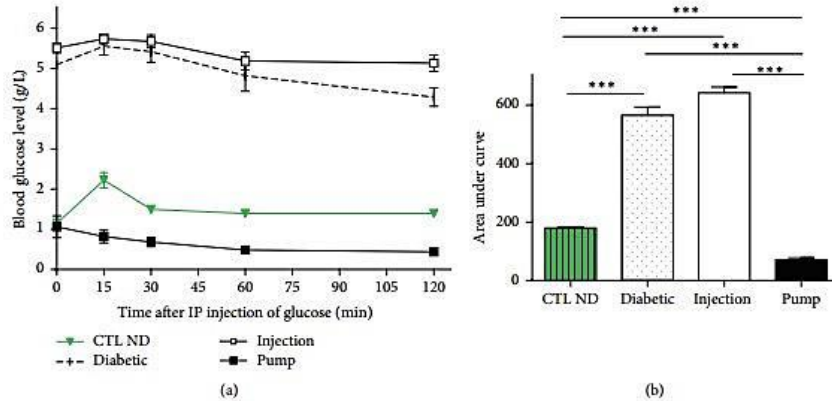 6
5
4
3
2
1
0
Blood glucose level (g/L)
0 15 30 45 60 75 90 105 120
Time after IP injection of glucose (min)
CTL ND
Diabetic
Injection
Pump
(a)
***
***
***
***
***
600
400
200
0
Area under curve
CTL ND Diabetic Injection Pump
(b)